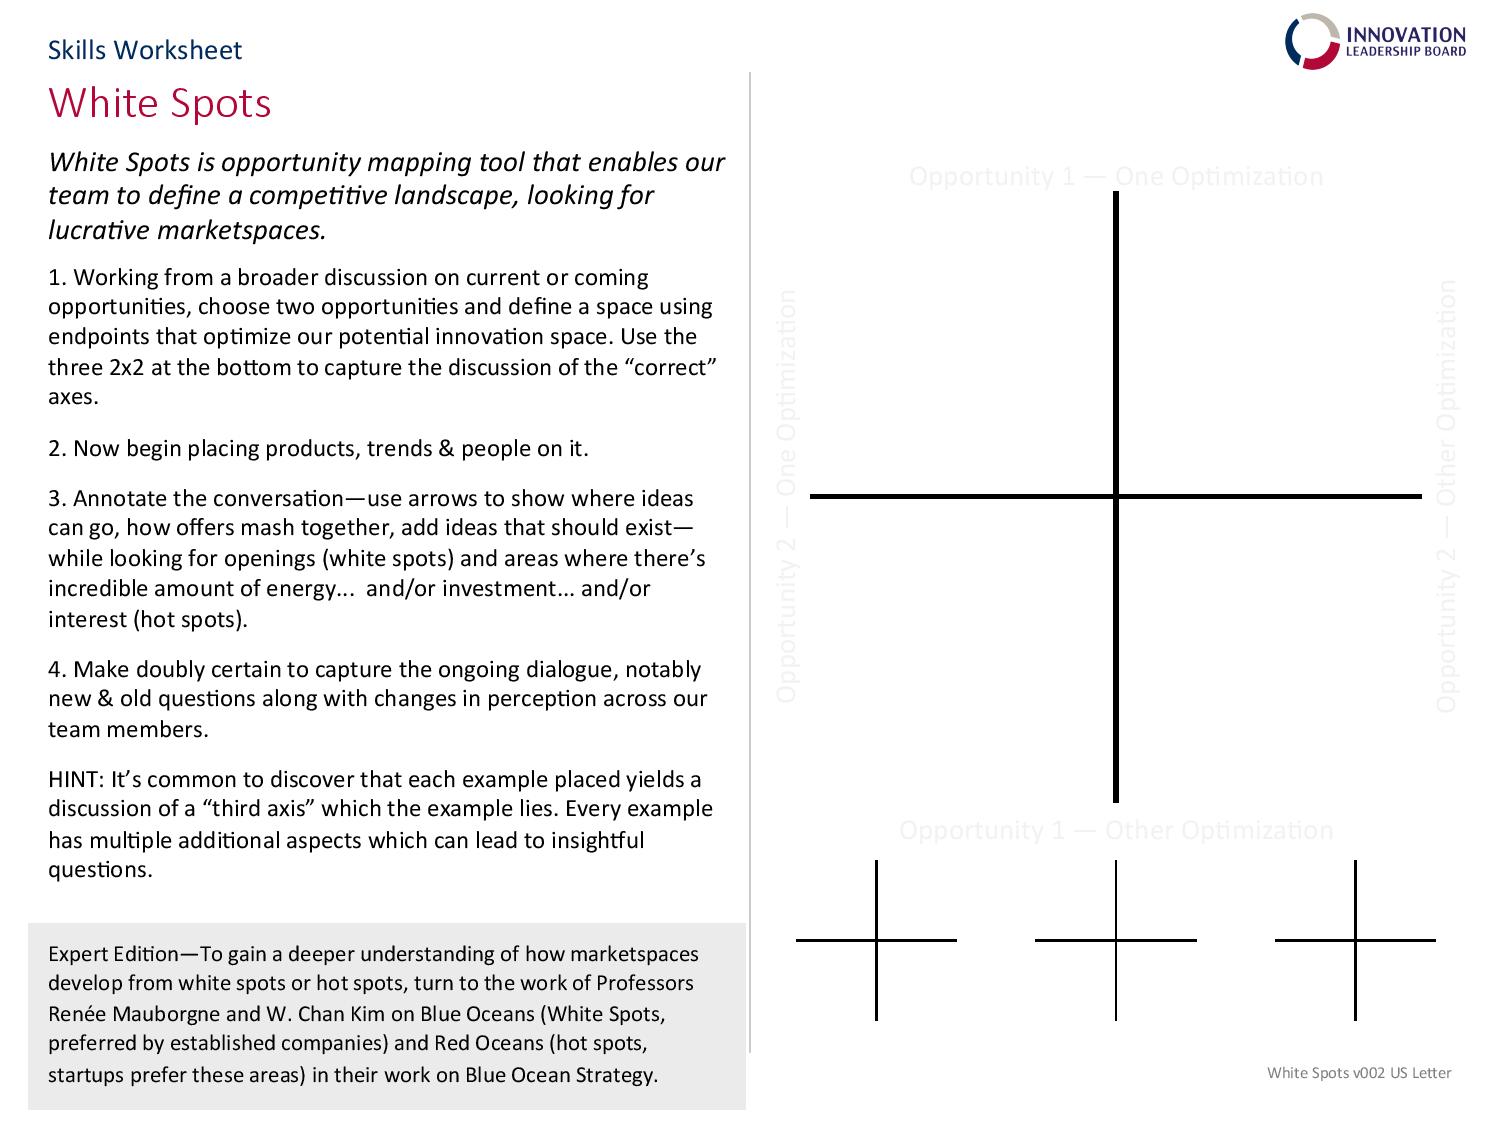 Skills Worksheet
White Spots
White Spots is opportunity mapping tool that enables our
team to define a competitive landscape, looking for
lucrative marketspaces.
1. Working from a broader discussion on current or coming
opportunities, choose two opportunities and define a space using
endpoints that optimize our potential innovation space. Use the
three 2x2 at the bottom to capture the discussion of the “correct”
axes.
2. Now begin placing products, trends & people on it.
3. Annotate the conversation—use arrows to show where ideas
can go, how offers mash together, add ideas that should exist—
while looking for openings (white spots) and areas where there’s
incredible amount of energy...  and/or investment... and/or
interest (hot spots).
4. Make doubly certain to capture the ongoing dialogue, notably
new & old questions along with changes in perception across our
team members.
HINT: It’s common to discover that each example placed yields a
discussion of a “third axis” which the example lies. Every example
has multiple additional aspects which can lead to insightful
questions.
Expert Edition—To gain a deeper understanding of how marketspaces
develop from white spots or hot spots, turn to the work of Professors
Renée Mauborgne and W. Chan Kim on Blue Oceans (White Spots,
preferred by established companies) and Red Oceans (hot spots,
startups prefer these areas) in their work on Blue Ocean Strategy.
INNOVATION
LEADERSHIP BOARD
Opportunity 1 — One Optimization
Opportunity 2 — One Optimization
Opportunity 2 — Other Optimization
Opportunity 1 — Other Optimization
White Spots v002 US Letter